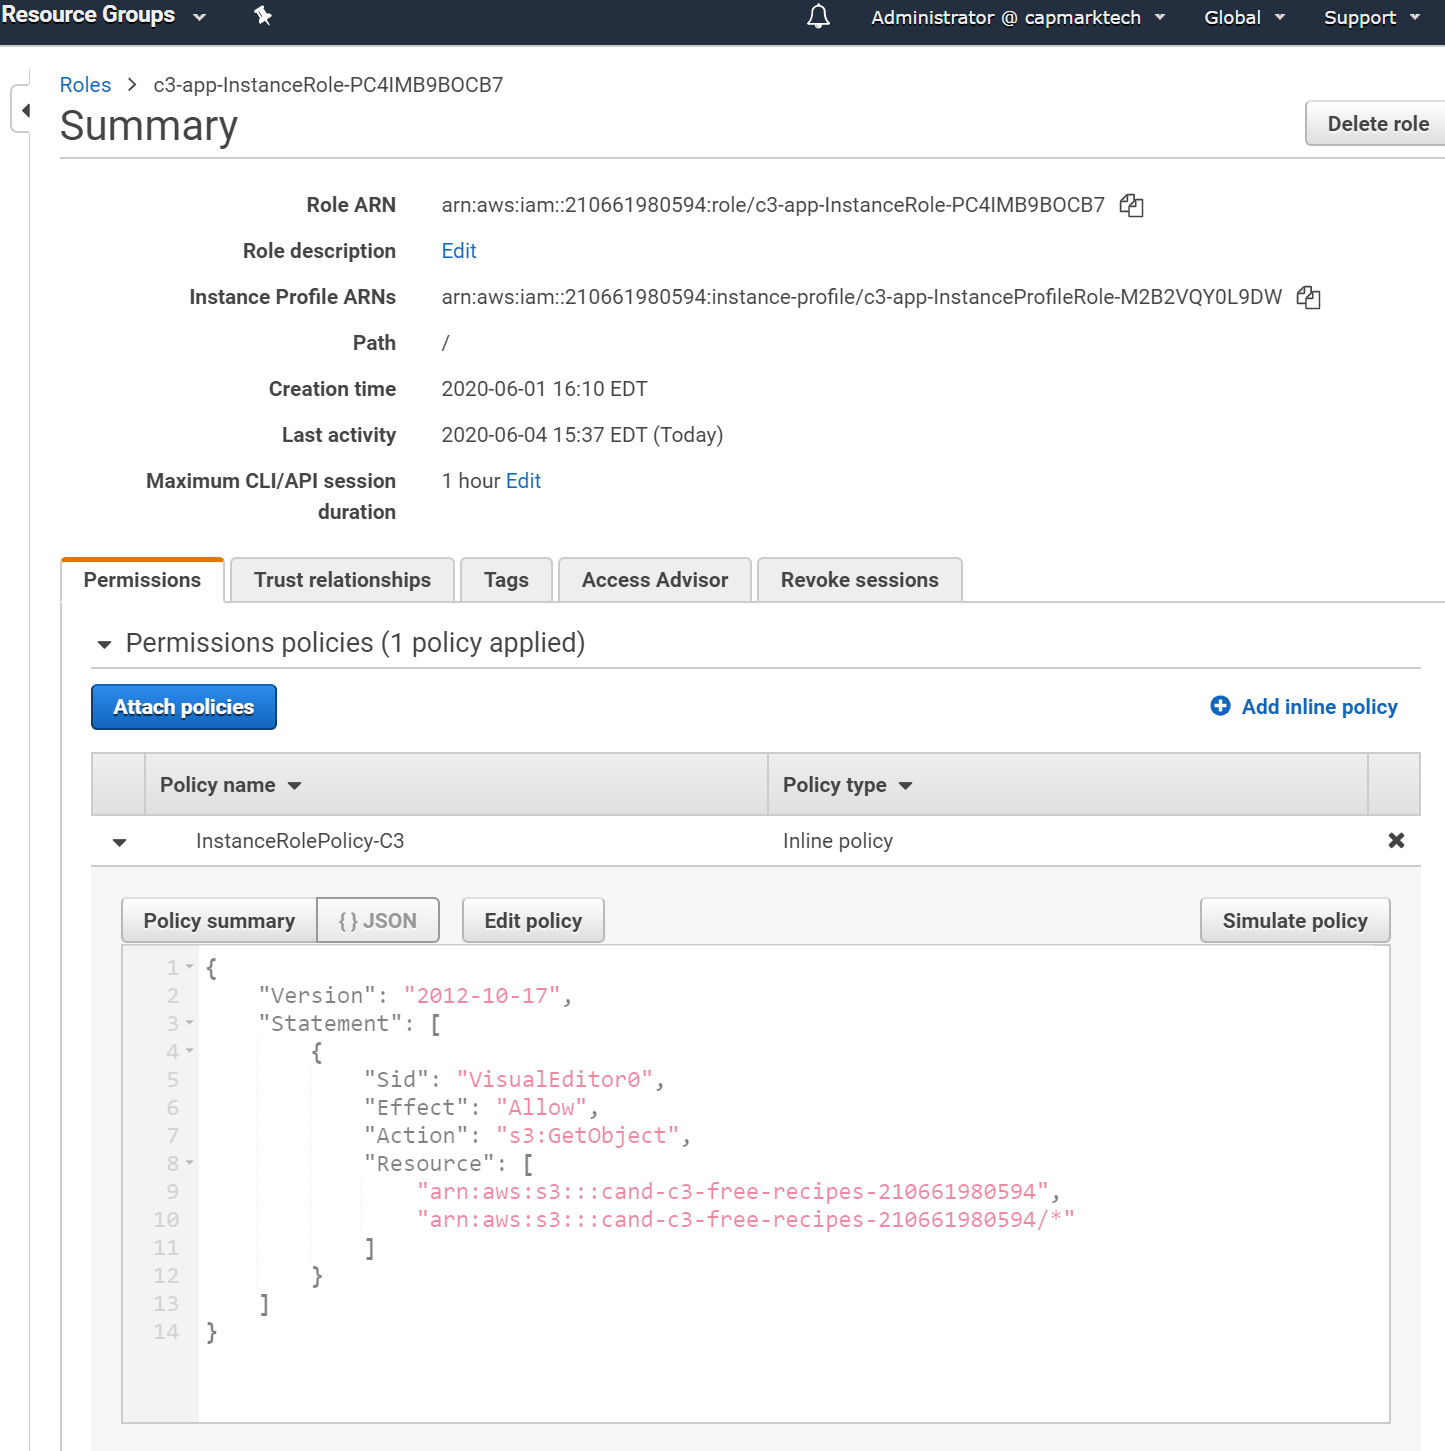 Resource Groups
Administrator @ capmarktech Global Support
Roles > c3-app-InstanceRole-PC4IMB9BOCB7
Summary
Delete role
Role ARN arn:aws:iam::210661980594:role/c3-app-InstanceRole-PC4IMB9BOCB7
Role description Edit
Instance Profile ARNs arn:aws:iam::210661980594:instance-profile/c3-app-InstanceProfileRole-M2B2VQY0L9DW
Path /
Creation time 2020-06-01 16:10 EDT
Last activity 2020-06-04 15:37 EDT (Today)
Maximum CLI/API session duration 1 hour Edit
Permissions Trust relationships Tags Access Advisor Revoke sessions
Permissions policies (1 policy applied)
Attach policies Add inline policy
Policy name Policy type
InstanceRolePolicy-C3 Inline policy
Policy summary {} JSON Edit policy Simulate policy
1 {
2 "Version": "2012-10-17",
3 "Statement": [
4 {
5 "Sid": "VisualEditor0",
6 "Effect": "Allow",
7 "Action": "s3:GetObject",
8 "Resource": [
9 "arn:aws:s3:::cand-c3-free-recipes-210661980594",
10 "arn:aws:s3:::cand-c3-free-recipes-210661980594/*"
11 ]
12 }
13 ]
14 }